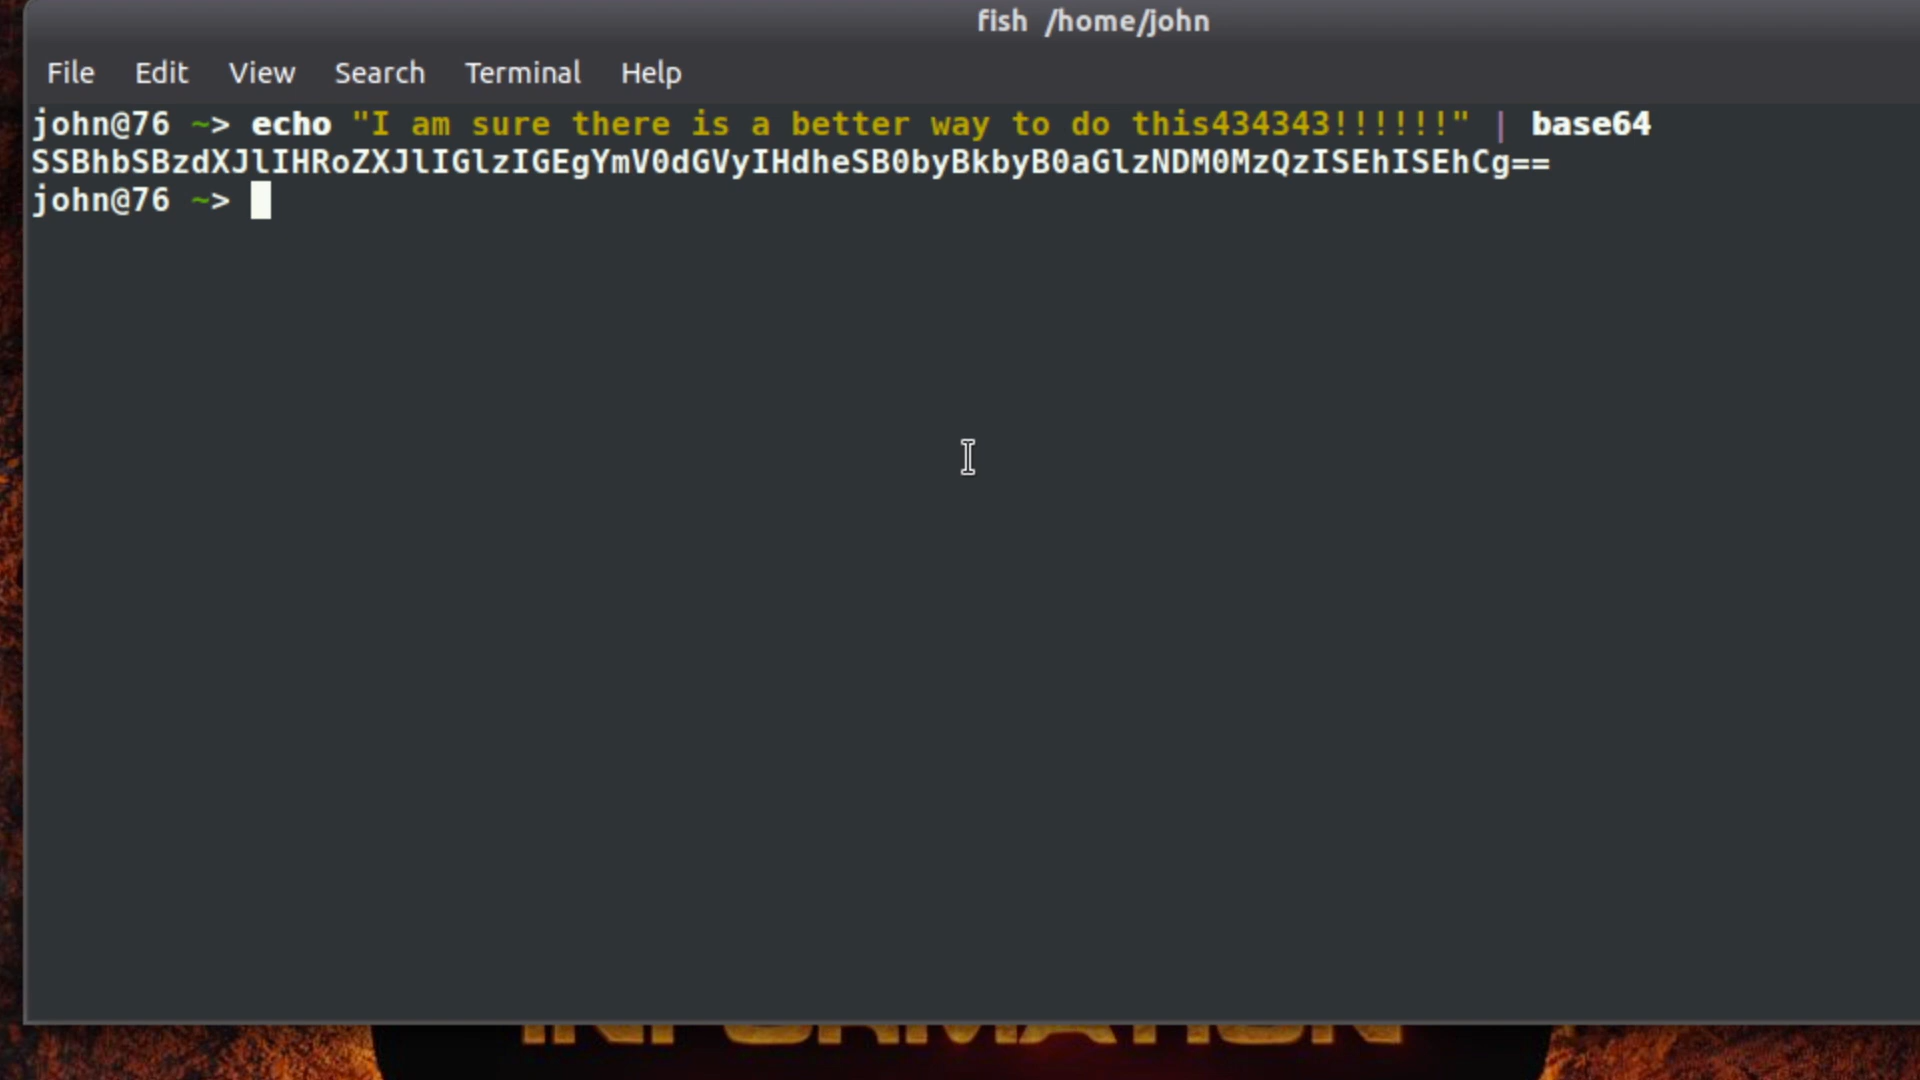 fish /home/john
File Edit View Search Terminal Help
john@76 ~> echo "I am sure there is a better way to do this434343!!!!!!" | base64
SSBhbSBzdXJlIHRoZXJlIGlzIGEgYmV0dGVyIHdheSB0byBkbyB0aGlzNDM0MzQzISEhISEhCg==
john@76 ~>
INFORMATION